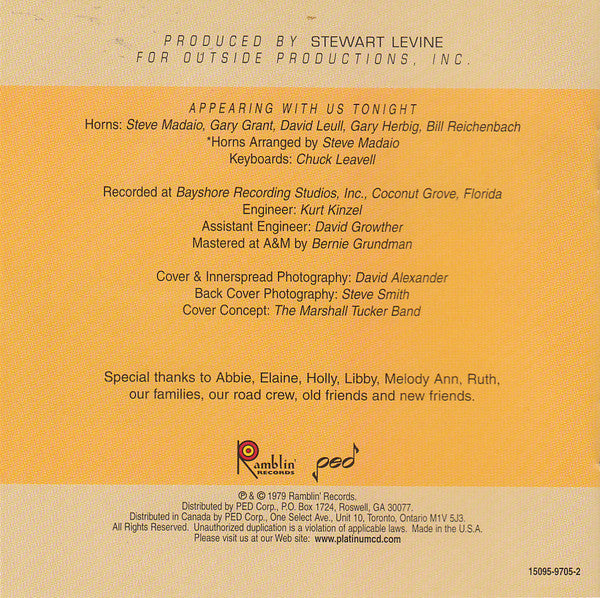 PRODUCED BY STEWART LEVINE
FOR OUTSIDE PRODUCTIONS, INC.
APPEARING WITH US TONIGHT
Horns: Steve Madaio, Gary Grant, David Leull, Gary Herbig, Bill Reichenbach
*Horns Arranged by Steve Madaio
Keyboards: Chuck Leavell
Recorded at Bayshore Recording Studios, Inc., Coconut Grove, Florida
Engineer: Kurt Kinzel
Assistant Engineer: David Growther
Mastered at A&M by Bernie Grundman
Cover & Innerspread Photography: David Alexander
Back Cover Photography: Steve Smith
Cover Concept: The Marshall Tucker Band
Special thanks to Abbie, Elaine, Holly, Libby, Melody Ann, Ruth,
our families, our road crew, old friends and new friends.
Ramblin' ped
RECORDS
℗ & © 1979 Ramblin' Records.
Distributed by PED Corp., P.O. Box 1724, Roswell, GA 30077.
Distributed in Canada by PED Corp., One Select Ave., Unit 10, Toronto, Ontario M1V 5J3.
All Rights Reserved. Unauthorized duplication is a violation of applicable laws. Made in the U.S.A.
Please visit us at our Web site: www.platinumcd.com
15095-9705-2